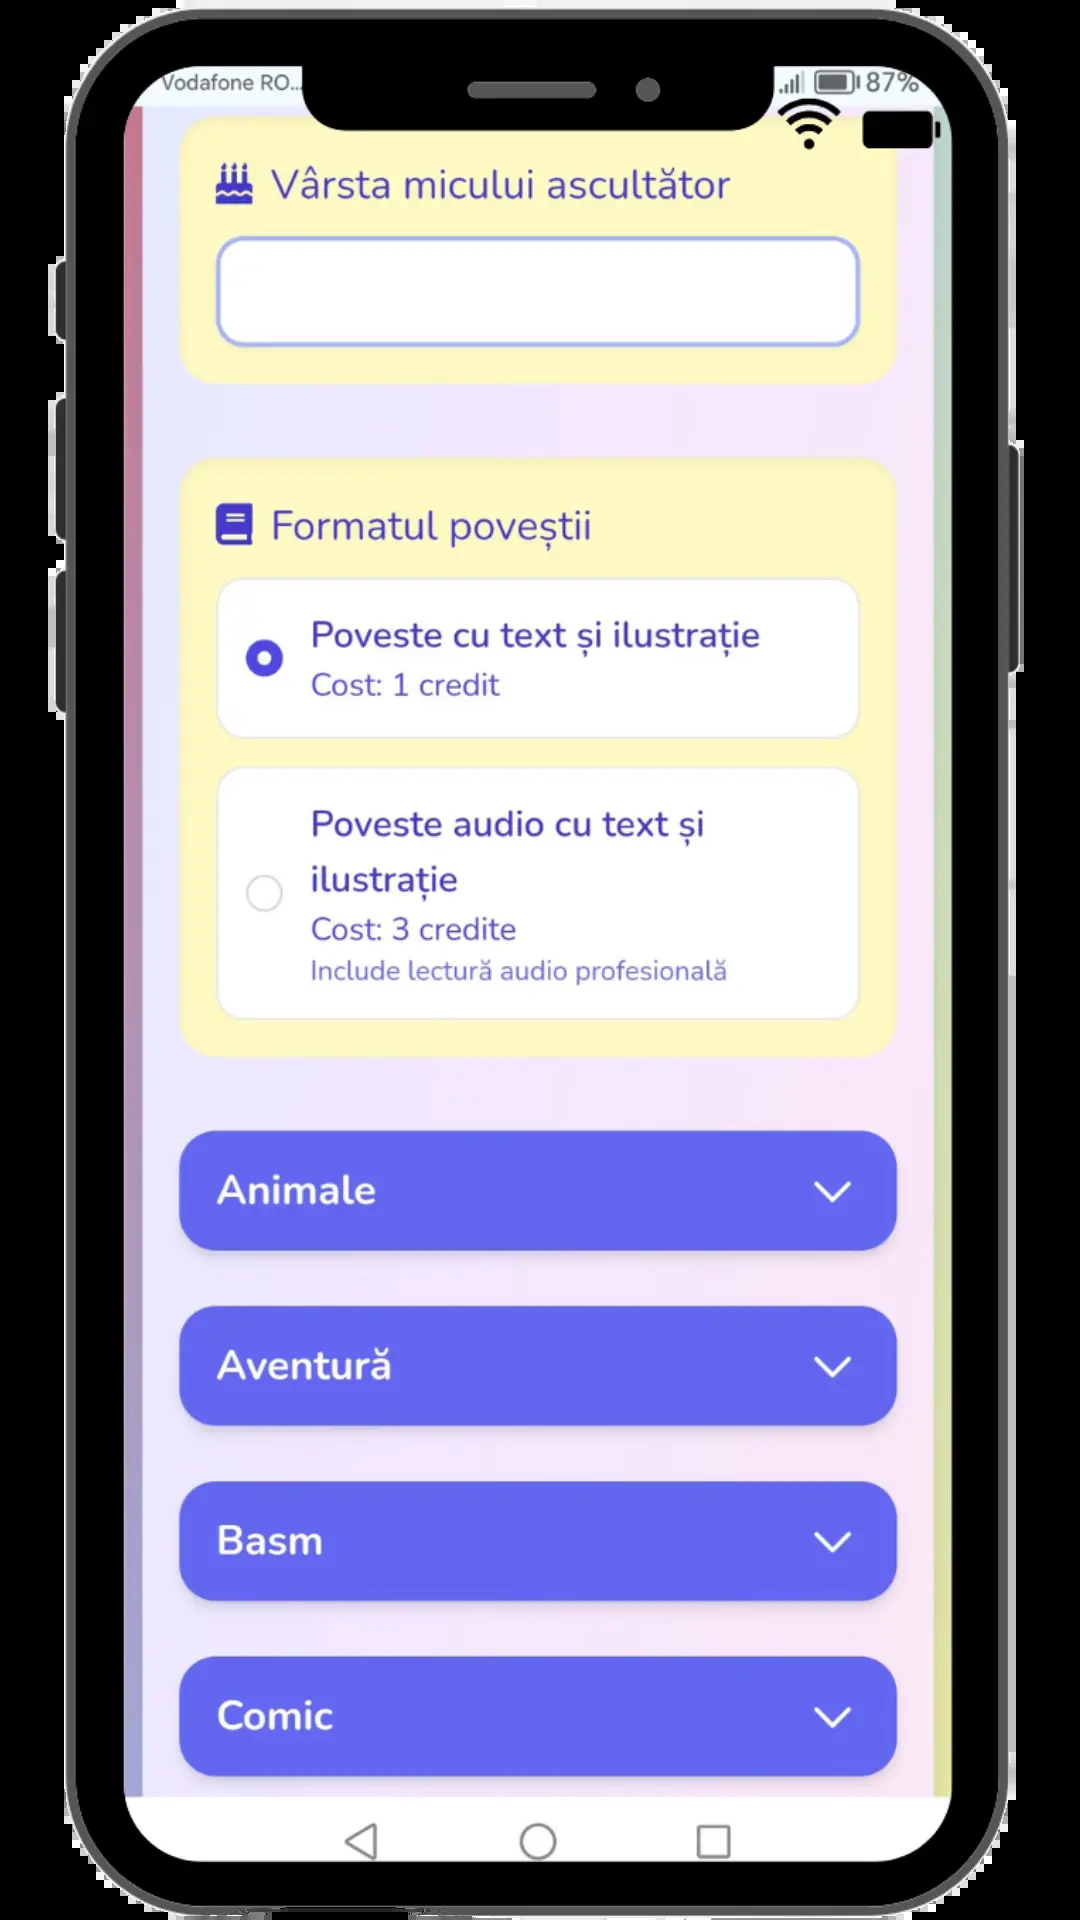 Vodafone RO... 87%
Vârsta micului ascultător
Formatul poveștii
Poveste cu text și ilustrație
Cost: 1 credit
Poveste audio cu text și
ilustrație
Cost: 3 credite
Include lectură audio profesională
Animale
Aventură
Basm
Comic